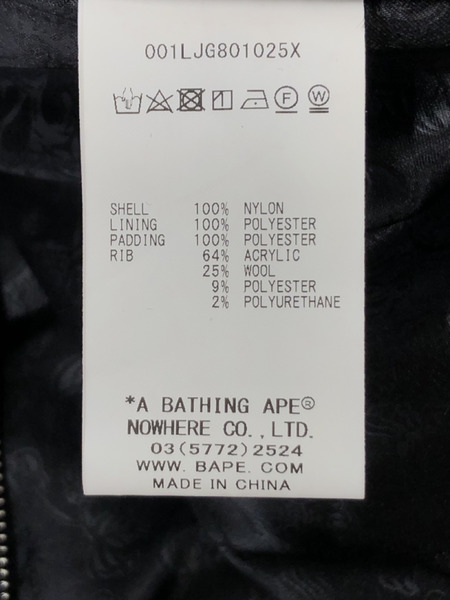 001LJG801025X
F W
SHELL 100% NYLON
LINING 100% POLYESTER
PADDING 100% POLYESTER
RIB 64% ACRYLIC
25% WOOL
9% POLYESTER
2% POLYURETHANE
*A BATHING APE®
NOWHERE CO.,LTD.
03(5772)2524
WWW. BAPE. COM
MADE IN CHINA